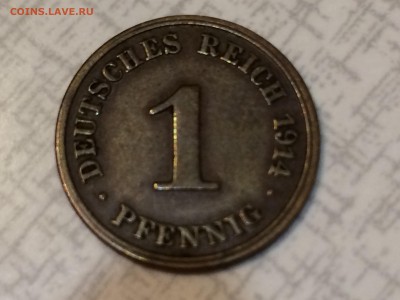 COINS.LAVE.RU
DEUTSCHES REICH 1914
1
· PFENNIG ·